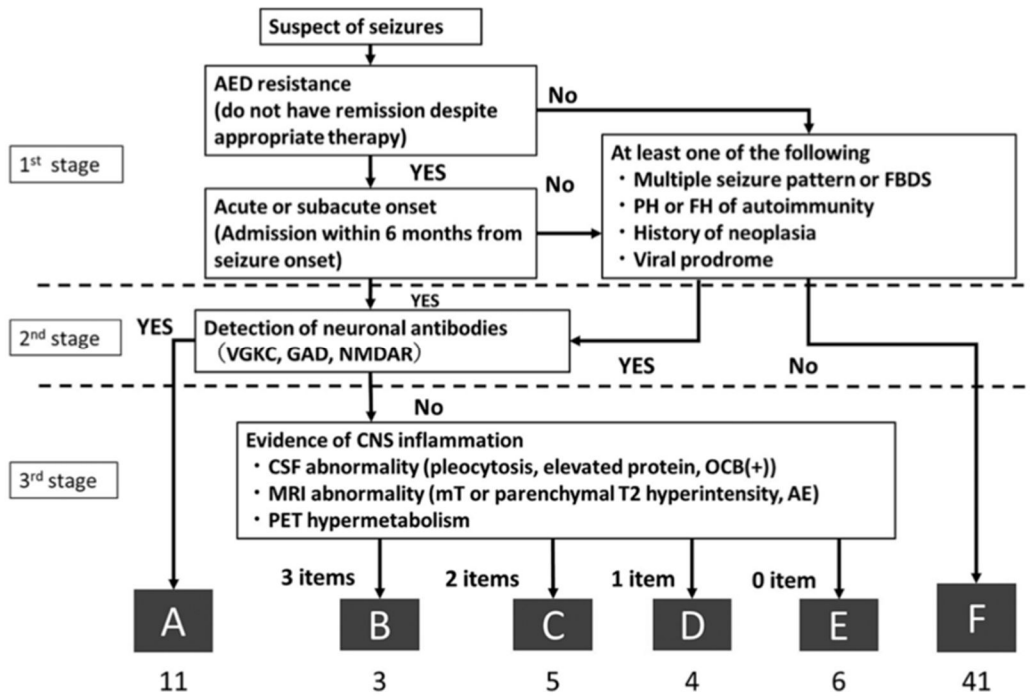 Suspect of seizures
AED resistance
(do not have remission despite
appropriate therapy)
No
1st stage
YES
No
At least one of the following
・Multiple seizure pattern or FBDS
・PH or FH of autoimmunity
・History of neoplasia
・Viral prodrome
Acute or subacute onset
(Admission within 6 months from
seizure onset)
YES
2nd stage
YES
Detection of neuronal antibodies
（VGKC, GAD, NMDAR）
YES
No
No
3rd stage
Evidence of CNS inflammation
・CSF abnormality (pleocytosis, elevated protein, OCB(+))
・MRI abnormality (mT or parenchymal T2 hyperintensity, AE)
・PET hypermetabolism
3 items
2 items
1 item
0 item
A
B
C
D
E
F
11
3
5
4
6
41